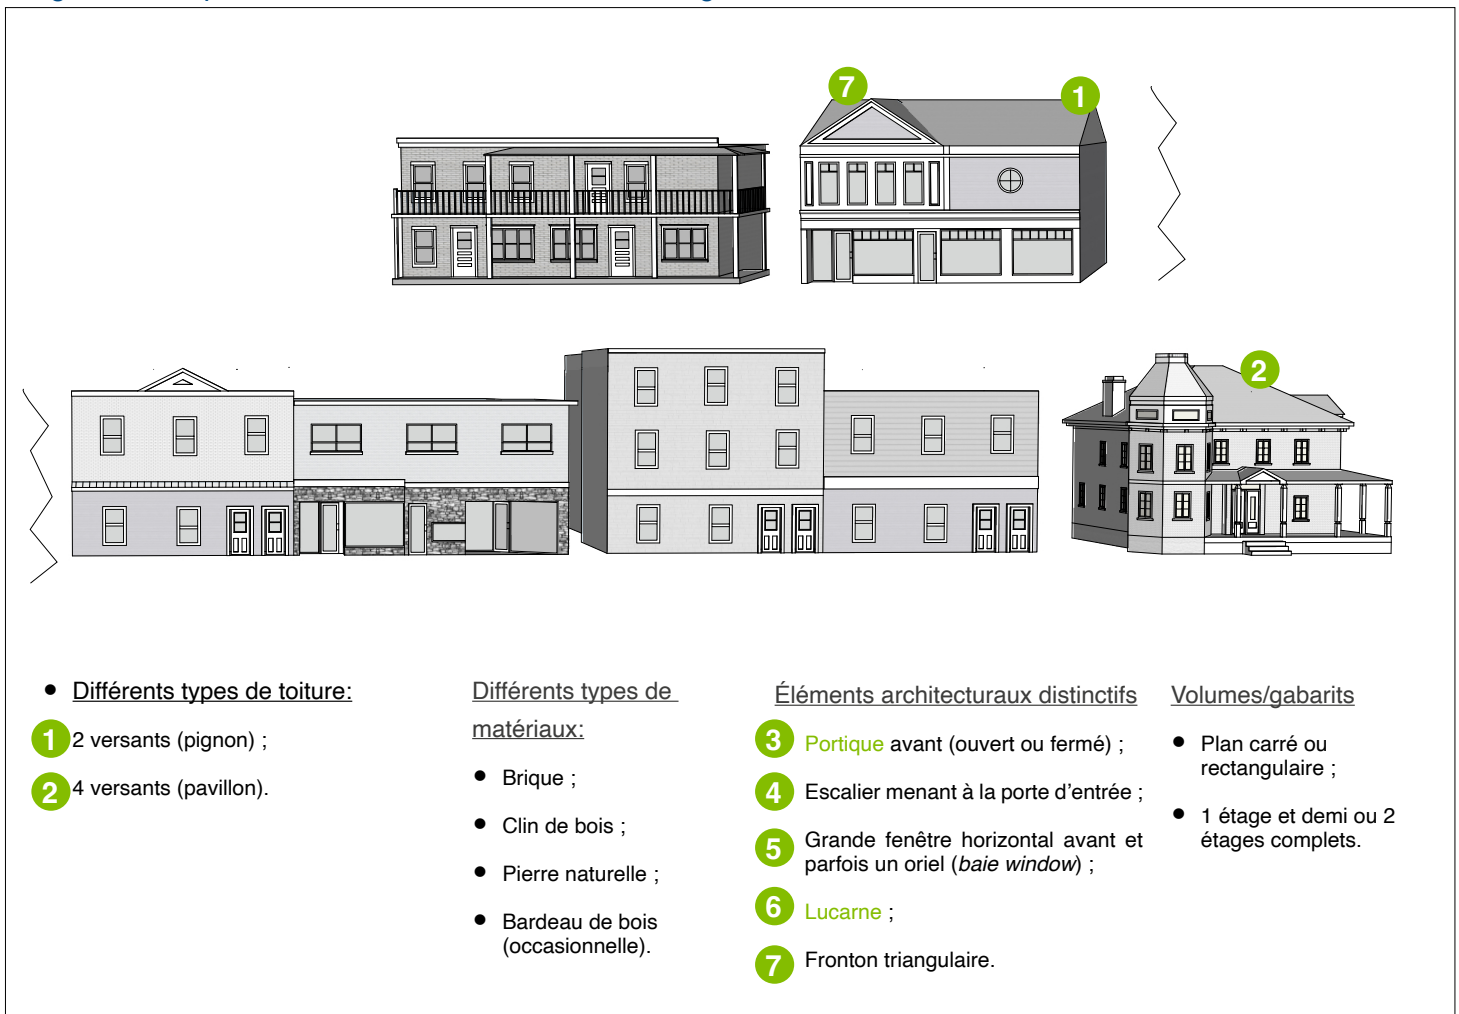 7
1
2
• Différents types de toiture:
1 2 versants (pignon) ;
2 4 versants (pavillon).
Différents types de
matériaux:
• Brique ;
• Clin de bois ;
• Pierre naturelle ;
• Bardeau de bois
(occasionnelle).
Éléments architecturaux distinctifs
3 Portique avant (ouvert ou fermé) ;
4 Escalier menant à la porte d’entrée ;
5 Grande fenêtre horizontal avant et
parfois un oriel (baie window) ;
6 Lucarne ;
7 Fronton triangulaire.
Volumes/gabarits
• Plan carré ou
rectangulaire ;
• 1 étage et demi ou 2
étages complets.